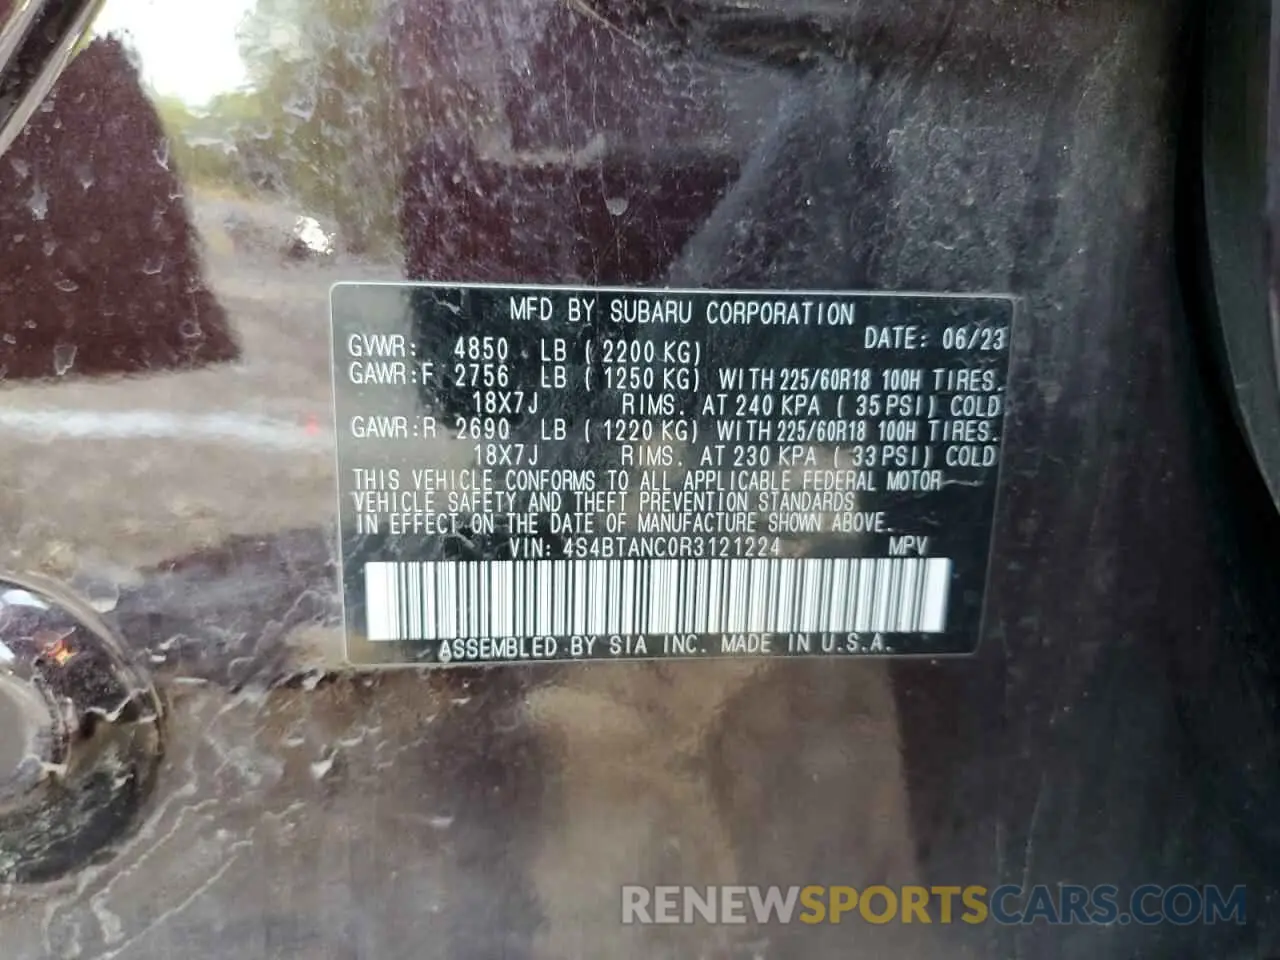 MFD BY SUBARU CORPORATION
DATE: 06/23
GVWR: 4850 LB ( 2200 KG)
GAWR:F 2756 LB ( 1250 KG) WITH 225/60R18 100H TIRES.
18X7J RIMS. AT 240 KPA ( 35 PSI) COLD
GAWR:R 2690 LB ( 1220 KG) WITH 225/60R18 100H TIRES.
18X7J RIMS. AT 230 KPA ( 33 PSI) COLD
THIS VEHICLE CONFORMS TO ALL APPLICABLE FEDERAL MOTOR
VEHICLE SAFETY AND THEFT PREVENTION STANDARDS
IN EFFECT ON THE DATE OF MANUFACTURE SHOWN ABOVE.
VIN: 4S4BTANC0R3121224 MPV
ASSEMBLED BY SIA INC. MADE IN U.S.A.
RENEWSPORTSCARS.COM